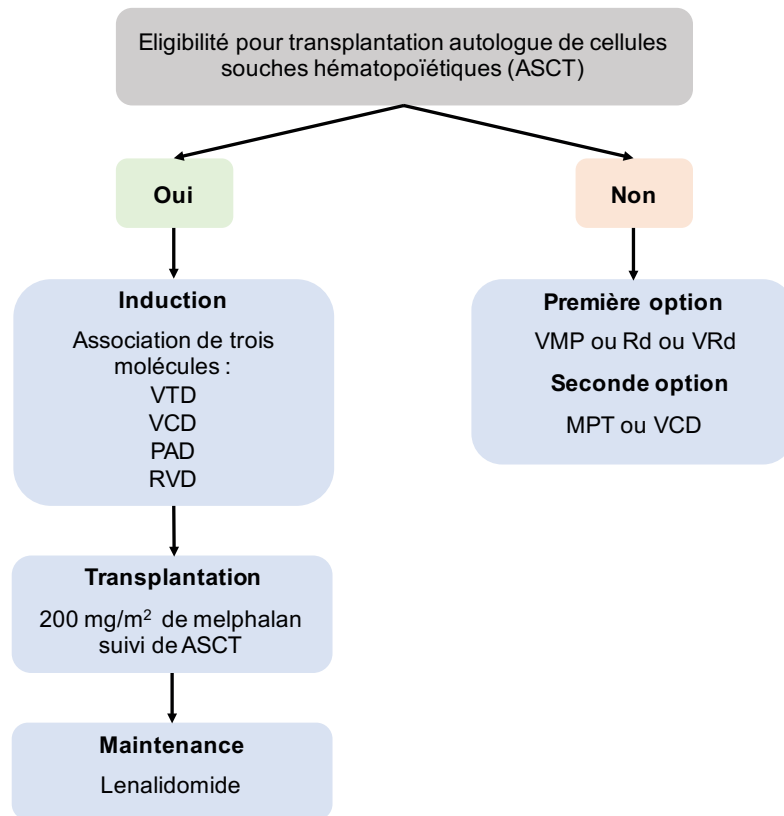 Eligibilité pour transplantation autologue de cellules
souches hématopoïétiques (ASCT)
Oui
Non
Induction
Association de trois
molécules :
VTD
VCD
PAD
RVD
Première option
VMP ou Rd ou VRd
Seconde option
MPT ou VCD
Transplantation
200 mg/m² de melphalan
suivi de ASCT
Maintenance
Lenalidomide